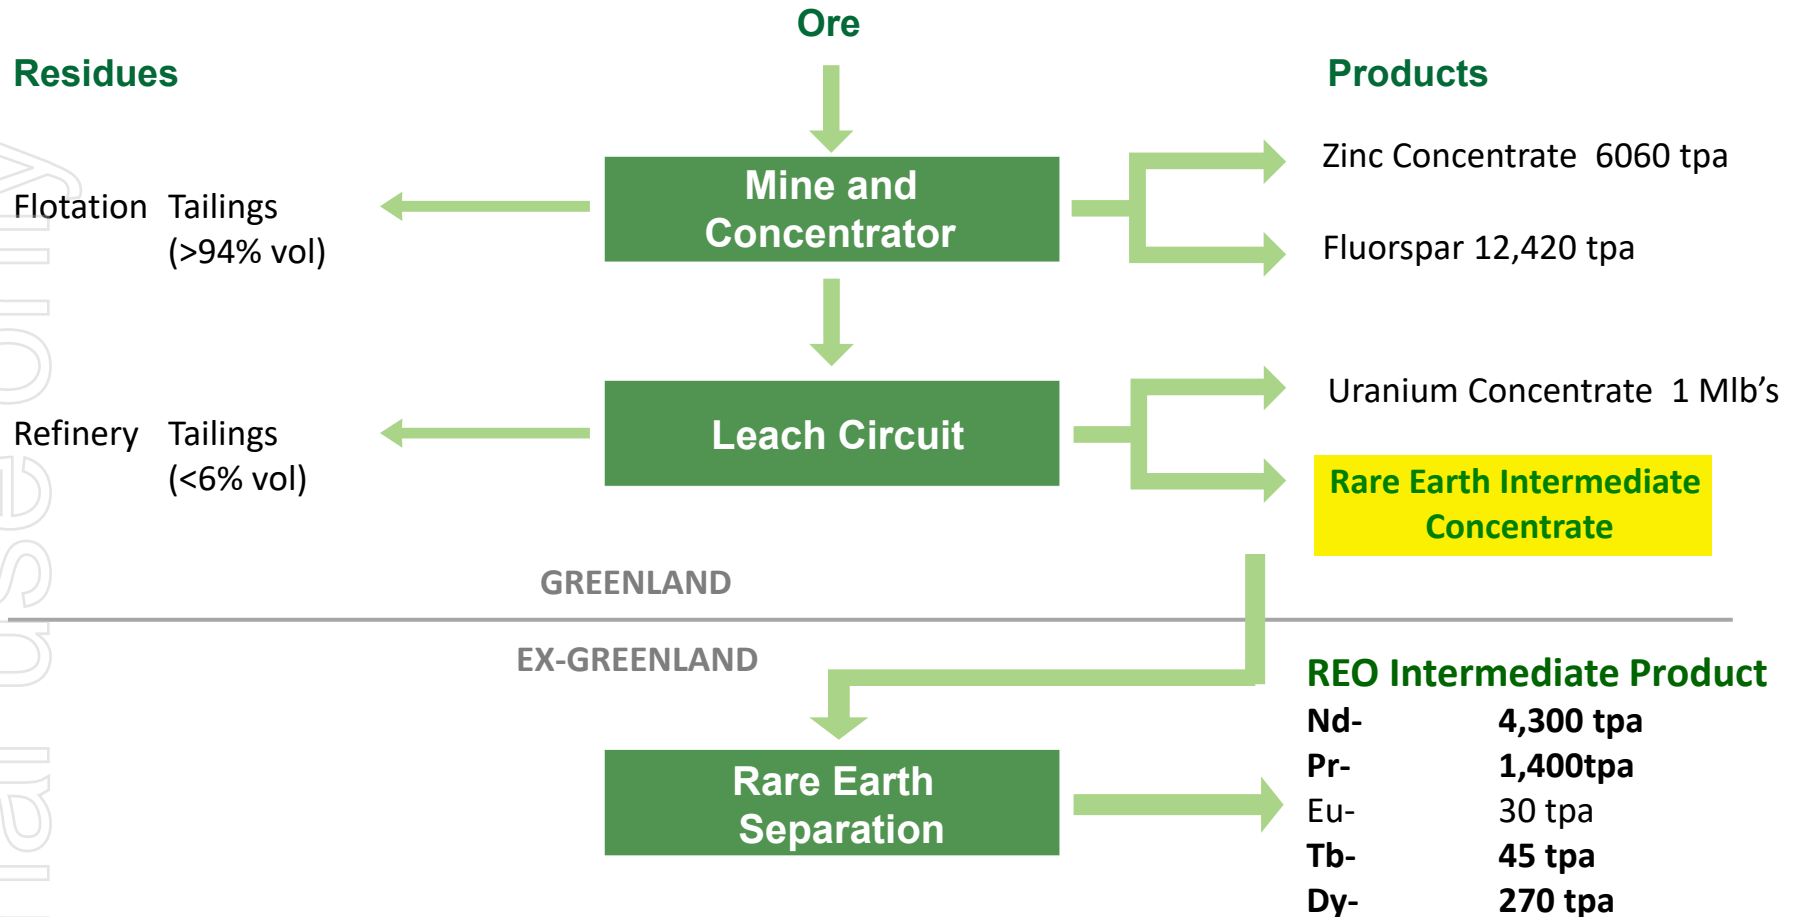 Ore
Residues
Products
Mine and
Concentrator
Zinc Concentrate 6060 tpa
Flotation Tailings
(>94% vol)
Fluorspar 12,420 tpa
Leach Circuit
Uranium Concentrate 1 Mlb's
Refinery Tailings
(<6% vol)
Rare Earth Intermediate
Concentrate
GREENLAND
EX-GREENLAND
REO Intermediate Product
Nd- 4,300 tpa
Pr- 1,400tpa
Eu- 30 tpa
Tb- 45 tpa
Dy- 270 tpa
Rare Earth
Separation
use only